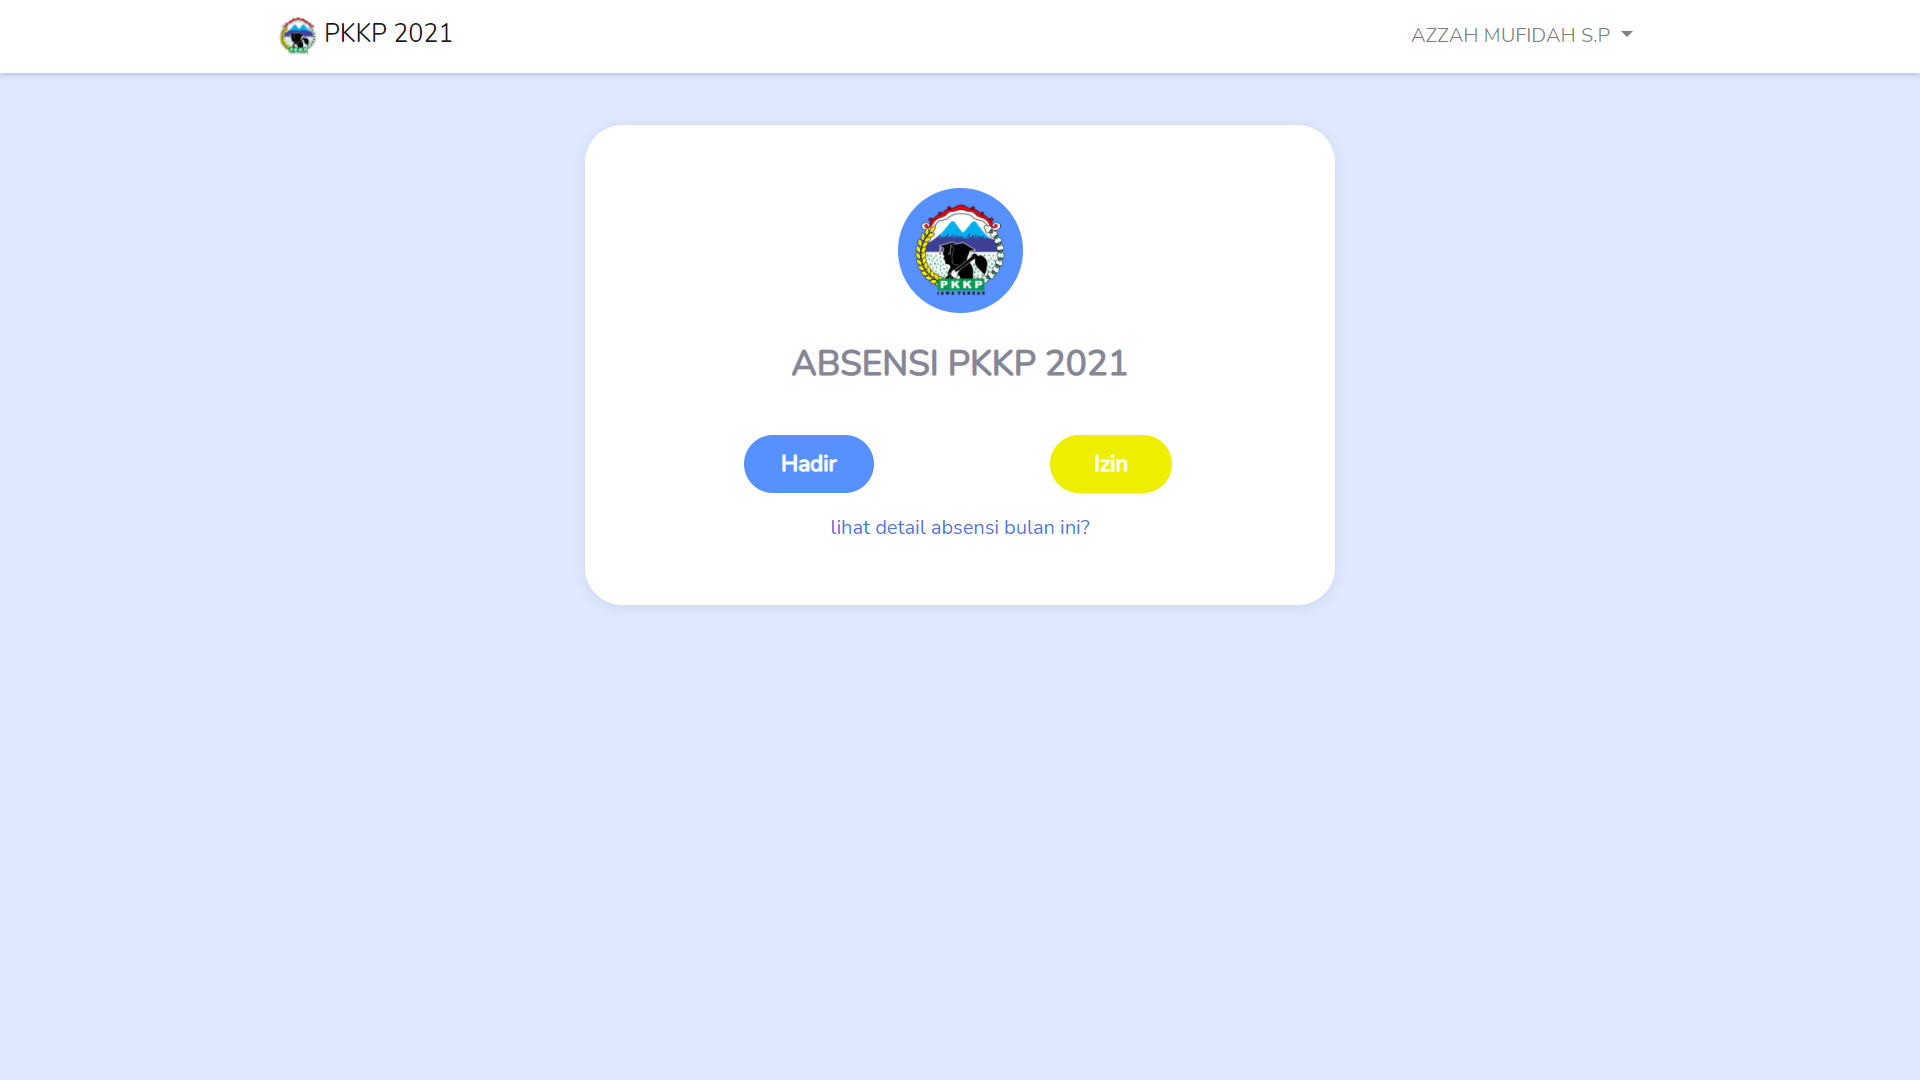 PKKP 2021
AZZAH MUFIDAH S.P
PKKP
JAWA TENGAH
ABSENSI PKKP 2021
Hadir
Izin
lihat detail absensi bulan ini?